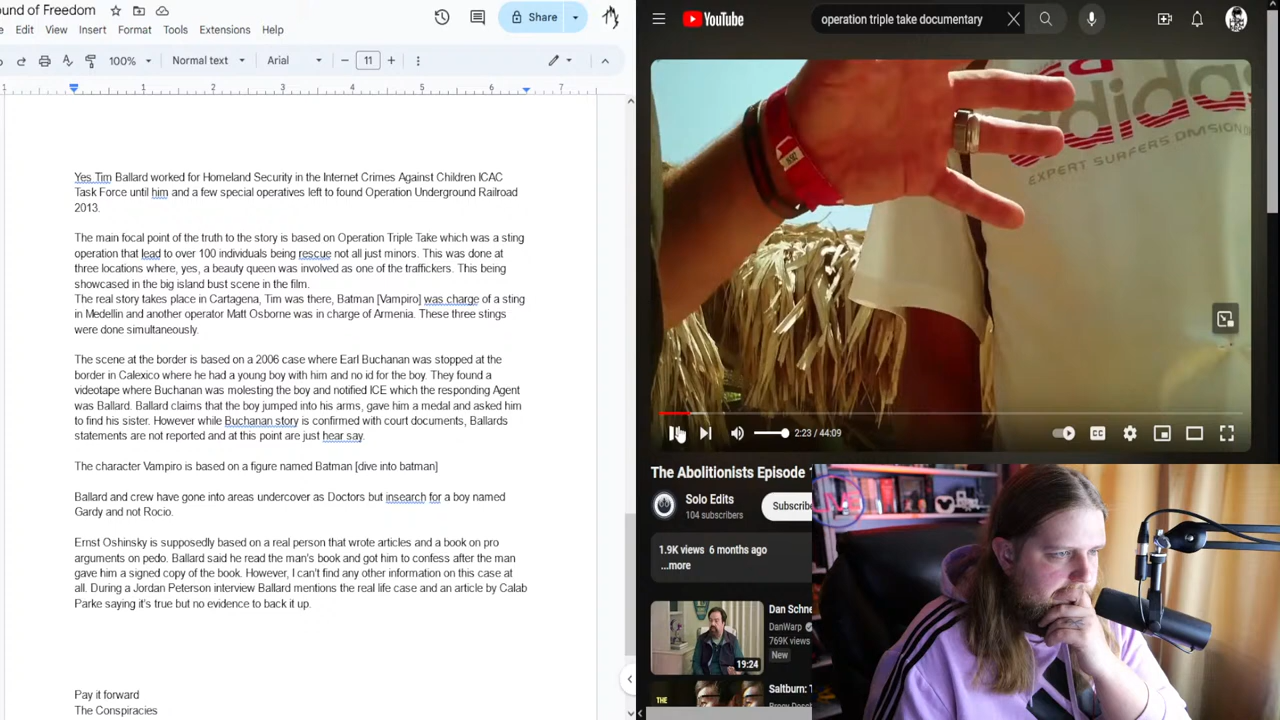 ound of Freedom
Share
Edit View Insert Format Tools Extensions Help
100% Normal text Arial 11
1 1 2 3 4 5 6 7
Yes Tim Ballard worked for Homeland Security in the Internet Crimes Against Children ICAC
Task Force until him and a few special operatives left to found Operation Underground Railroad
2013.
The main focal point of the truth to the story is based on Operation Triple Take which was a sting
operation that lead to over 100 individuals being rescue not all just minors. This was done at
three locations where, yes, a beauty queen was involved as one of the traffickers. This being
showcased in the big island bust scene in the film.
The real story takes place in Cartagena, Tim was there, Batman [Vampiro] was charge of a sting
in Medellin and another operator Matt Osborne was in charge of Armenia. These three stings
were done simultaneously.
The scene at the border is based on a 2006 case where Earl Buchanan was stopped at the
border in Calexico where he had a young boy with him and no id for the boy. They found a
videotape where Buchanan was molesting the boy and notified ICE which the responding Agent
was Ballard. Ballard claims that the boy jumped into his arms, gave him a medal and asked him
to find his sister. However while Buchanan story is confirmed with court documents, Ballards
statements are not reported and at this point are just hear say.
The character Vampiro is based on a figure named Batman [dive into batman]
Ballard and crew have gone into areas undercover as Doctors but insearch for a boy named
Gardy and not Rocio.
Ernst Oshinsky is supposedly based on a real person that wrote articles and a book on pro
arguments on pedo. Ballard said he read the man's book and got him to confess after the man
gave him a signed copy of the book. However, I can't find any other information on this case at
all. During a Jordan Peterson interview Ballard mentions the real life case and an article by Calab
Parke saying it's true but no evidence to back it up.
Pay it forward
The Conspiracies
YouTube
operation triple take documentary
adidas
EXPERT SURFERS DIVISION
2:23 / 44:09
CC
The Abolitionists Episode 1
Solo Edits
104 subscribers
Subscribe
1.9K views 6 months ago
...more
Dan Schne
DanWarp
769K views
New
19:24
Saltburn:
THE